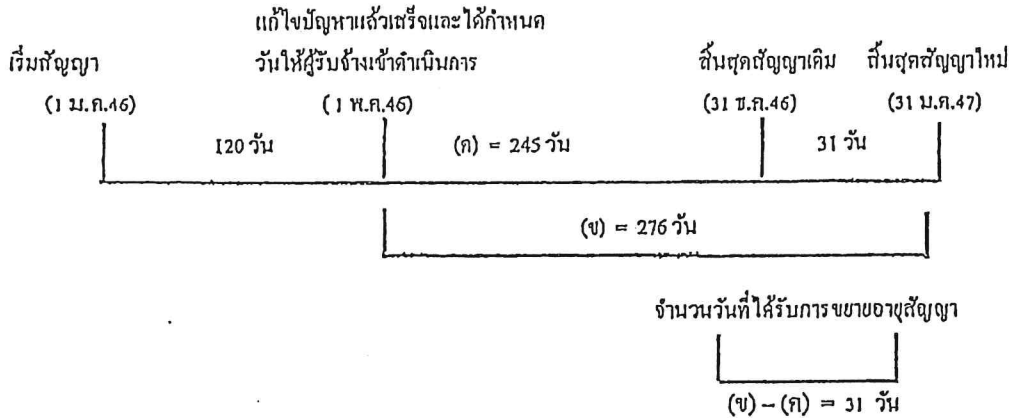 แก้ไขปัญหาแล้วเสร็จและได้กำหนด
เริ่มสัญญา วันให้ผู้รับจ้างเข้าดำเนินการ สิ้นสุดสัญญาเดิม สิ้นสุดสัญญาใหม่
(1 ม.ค.46) (1 พ.ค.46) (31 ธ.ค.46) (31 ม.ค.47)
120 วัน (ค) = 245 วัน 31 วัน
(ข) = 276 วัน
จำนวนวันที่ได้รับการขยายอายุสัญญา
(ข) – (ค) = 31 วัน